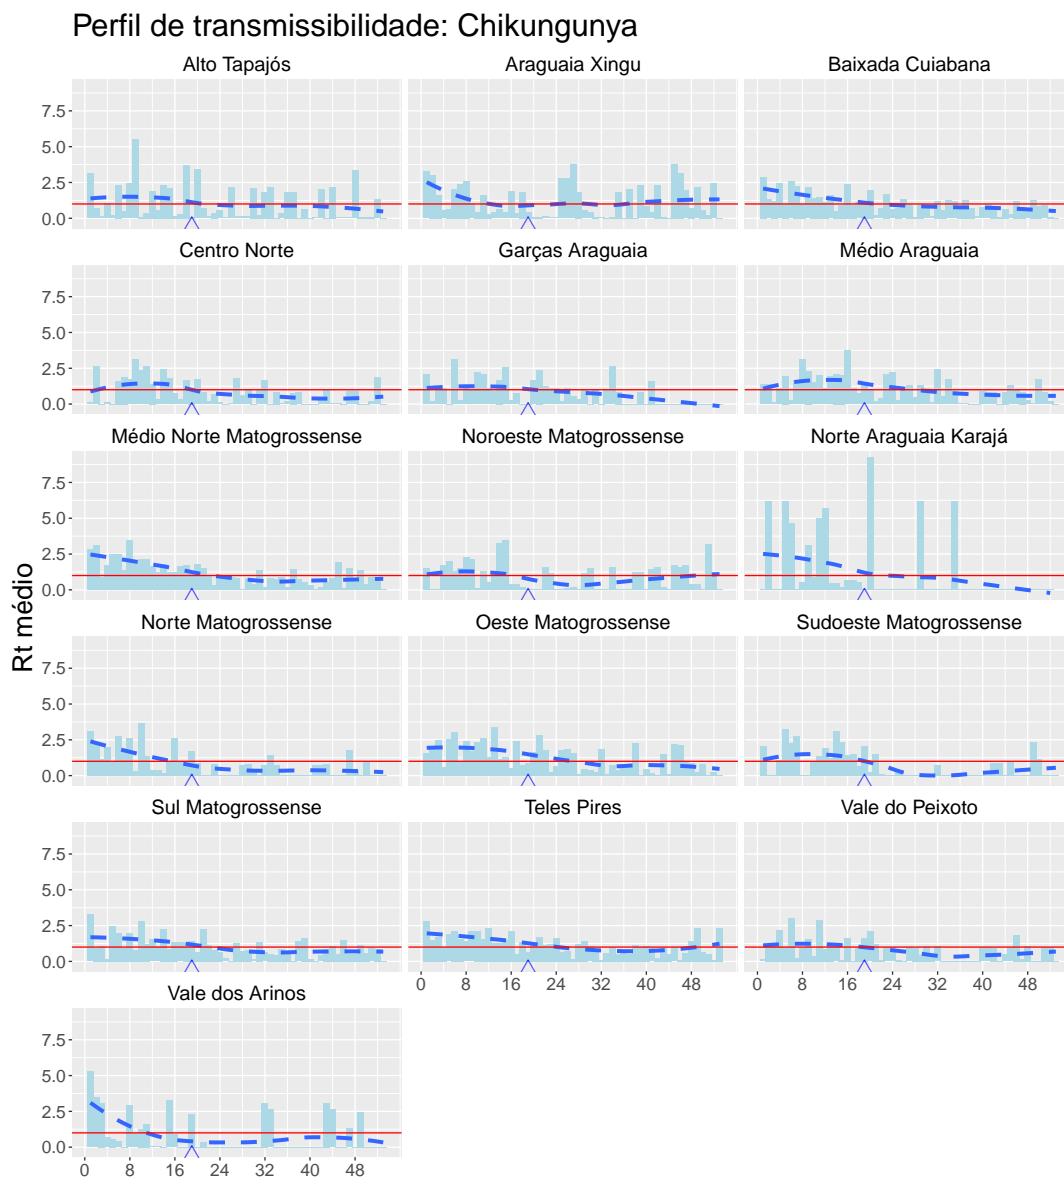 Perfil de transmissibilidade: Chikungunya
Alto Tapajós
Araguaia Xingu
Baixada Cuiabana
7.5
5.0
2.5
0.0
Centro Norte
Garças Araguaia
Médio Araguaia
7.5
5.0
2.5
0.0
Médio Norte Matogrossense
Noroeste Matogrossense
Norte Araguaia Karajá
7.5
5.0
2.5
0.0
Rt médio
Norte Matogrossense
Oeste Matogrossense
Sudoeste Matogrossense
7.5
5.0
2.5
0.0
Sul Matogrossense
Teles Pires
Vale do Peixoto
7.5
5.0
2.5
0.0
0 8 16 24 32 40 48
0 8 16 24 32 40 48
Vale dos Arinos
7.5
5.0
2.5
0.0
0 8 16 24 32 40 48